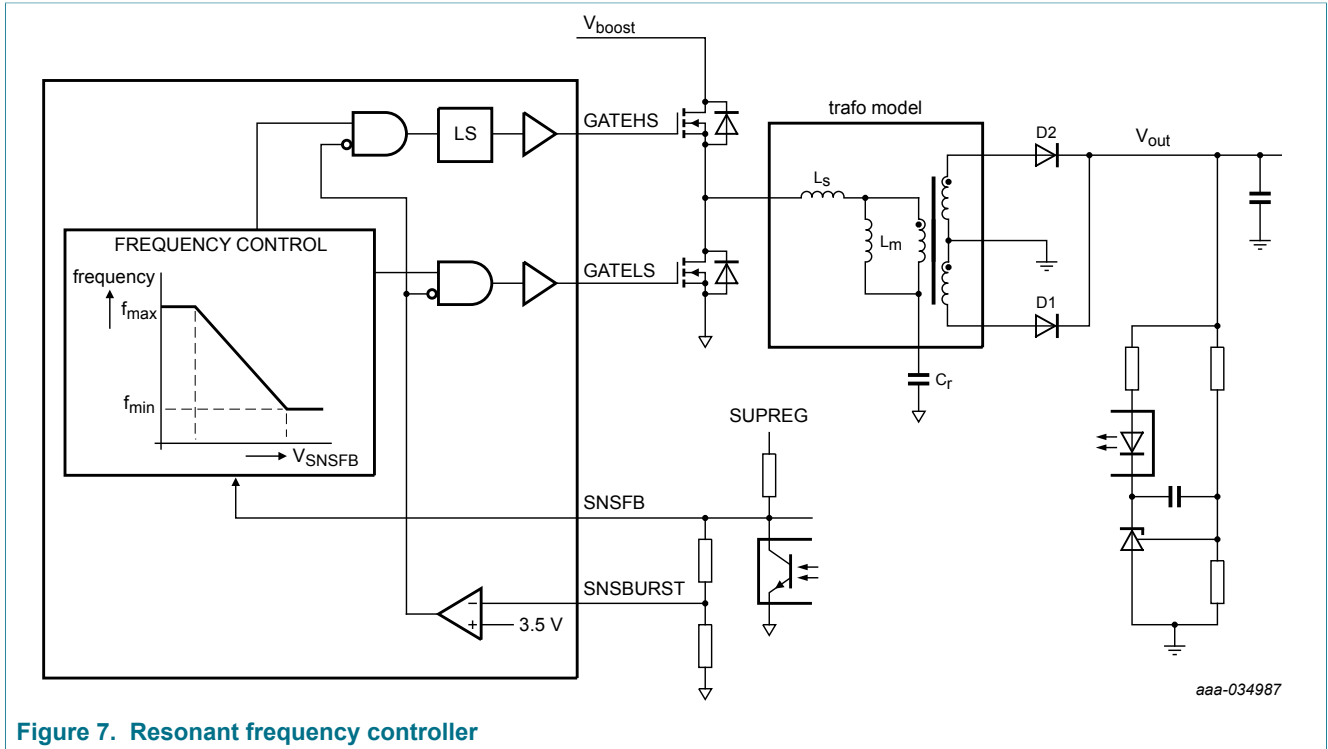 Vboost
trafo model
LS
GATEHS
D2
Vout
Ls
Lm
FREQUENCY CONTROL
frequency
fmax
fmin
VSNSFB
GATELS
D1
Cr
SUPREG
SNSFB
SNSBURST
3.5 V
−
+
aaa-034987
Figure 7. Resonant frequency controller